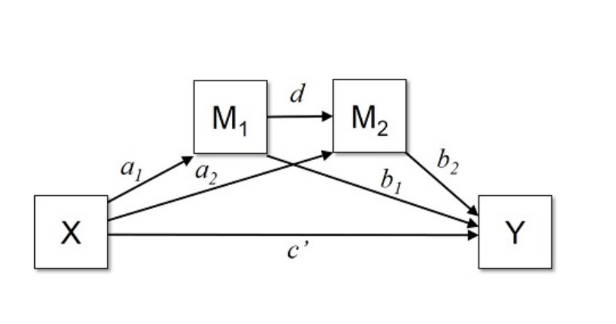 d
M₁ M₂
a₁ a₂ b₁ b₂
X Y
c’